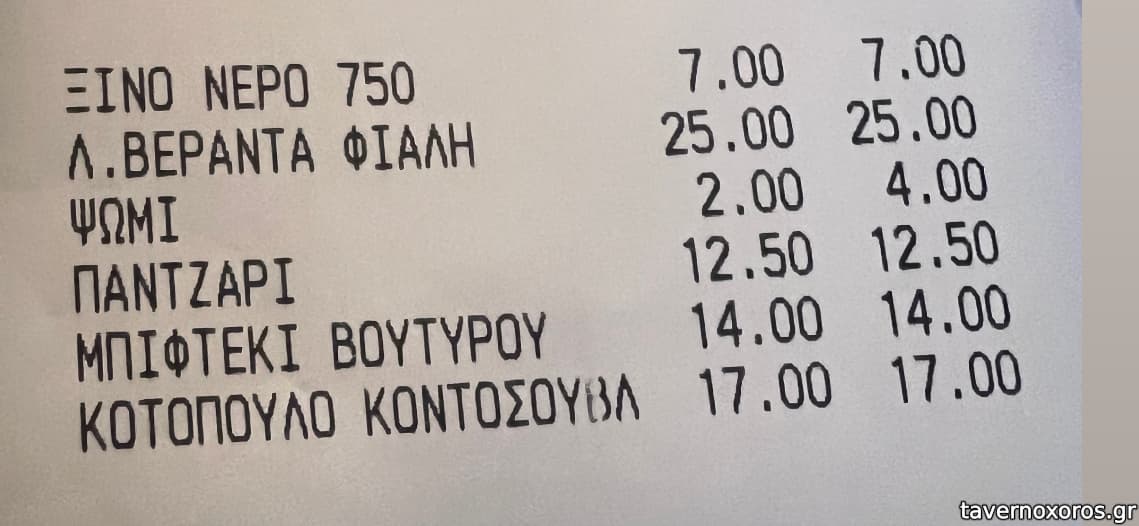 ΞΙΝΟ ΝΕΡΟ 750 7.00 7.00
Λ.ΒΕΡΑΝΤΑ ΦΙΑΛΗ 25.00 25.00
ΨΩΜΙ 2.00 4.00
ΠΑΝΤΖΑΡΙ 12.50 12.50
ΜΠΙΦΤΕΚΙ ΒΟΥΤΥΡΟΥ 14.00 14.00
ΚΟΤΟΠΟΥΛΟ ΚΟΝΤΟΣΟΥΒΛ 17.00 17.00
tavernoxoros.gr